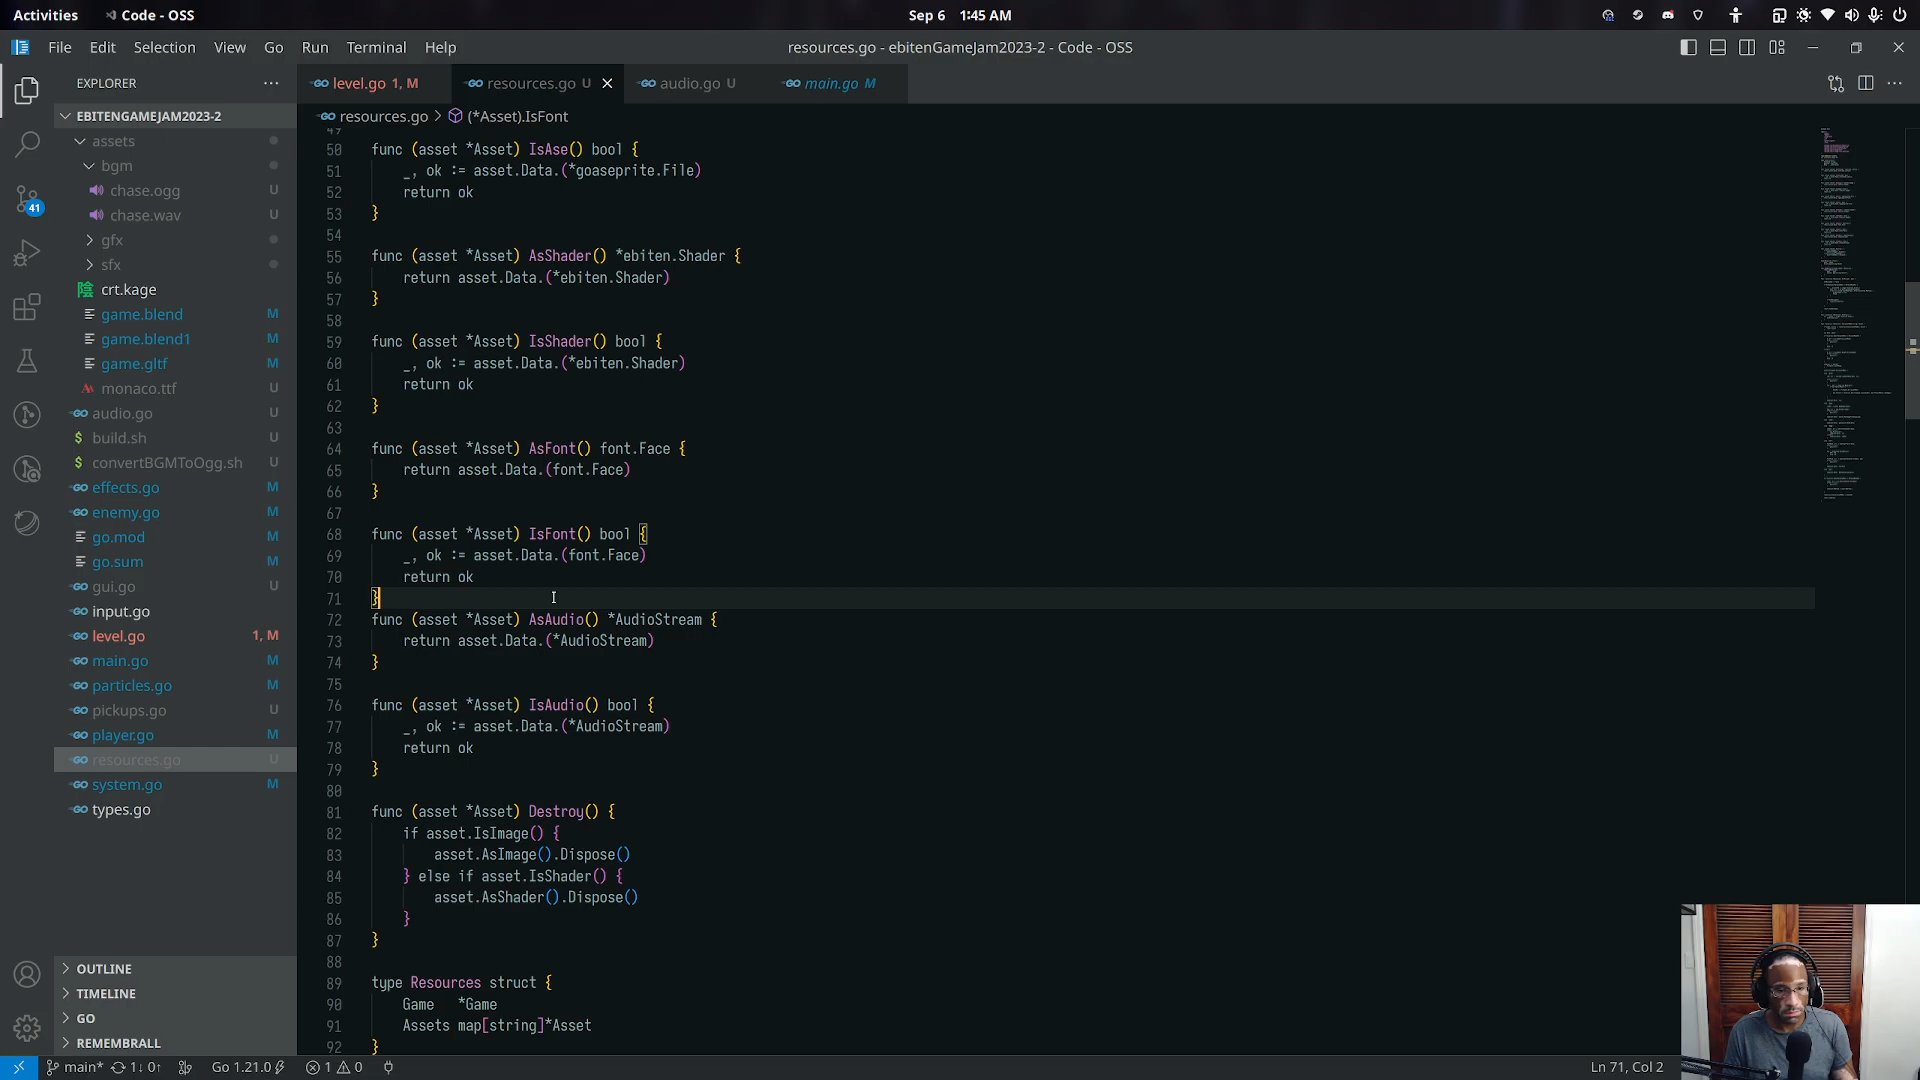 Activities
Code - OSS
Sep 6 1:45 AM
File Edit Selection View Go Run Terminal Help
resources.go - ebitenGameJam2023-2 - Code - OSS
EXPLORER
level.go 1, M
resources.go U
audio.go U
main.go M
resources.go > (*Asset).IsFont
EBITENGAMEJAM2023-2
assets
bgm
chase.ogg U
chase.wav U
gfx
sfx
陰 crt.kage
game.blend M
game.blend1 M
game.gltf M
monaco.ttf U
audio.go U
$ build.sh U
$ convertBGMToOgg.sh U
effects.go M
enemy.go M
go.mod M
go.sum M
gui.go U
input.go
level.go 1, M
main.go M
particles.go M
pickups.go U
player.go M
resources.go U
system.go M
types.go
OUTLINE
TIMELINE
GO
REMEMBRALL
41
49
50 func (asset *Asset) IsAse() bool {
51 _, ok := asset.Data.(*goaseprite.File)
52 return ok
53 }
54
55 func (asset *Asset) AsShader() *ebiten.Shader {
56 return asset.Data.(*ebiten.Shader)
57 }
58
59 func (asset *Asset) IsShader() bool {
60 _, ok := asset.Data.(*ebiten.Shader)
61 return ok
62 }
63
64 func (asset *Asset) AsFont() font.Face {
65 return asset.Data.(font.Face)
66 }
67
68 func (asset *Asset) IsFont() bool {
69 _, ok := asset.Data.(font.Face)
70 return ok
71 }
72 func (asset *Asset) AsAudio() *AudioStream {
73 return asset.Data.(*AudioStream)
74 }
75
76 func (asset *Asset) IsAudio() bool {
77 _, ok := asset.Data.(*AudioStream)
78 return ok
79 }
80
81 func (asset *Asset) Destroy() {
82 if asset.IsImage() {
83 asset.AsImage().Dispose()
84 } else if asset.IsShader() {
85 asset.AsShader().Dispose()
86 }
87 }
88
89 type Resources struct {
90 Game *Game
91 Assets map[string]*Asset
92 }
main* 1↓ 0↑ Go 1.21.0 1 0
Ln 71, Col 2